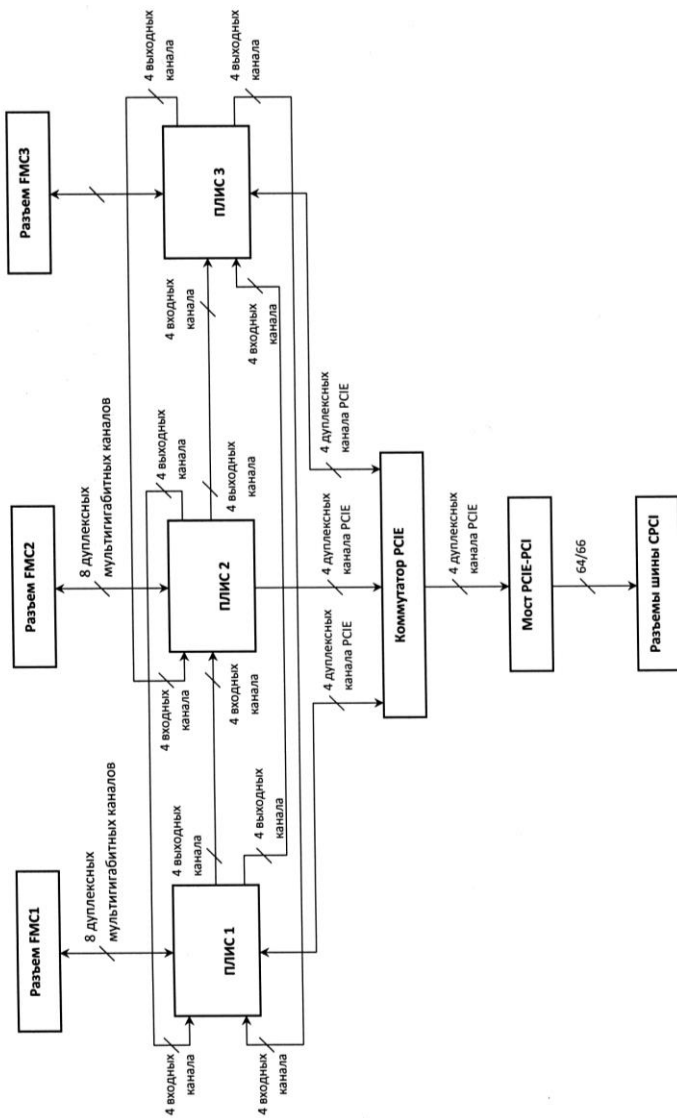 Разъем FMC1
Разъем FMC2
Разъем FMC3
8 дуплексных
мультигигабитных каналов
8 дуплексных
мультигигабитных каналов
4 выходных
канала
4 выходных
канала
4 выходных
канала
4 выходных
канала
4 выходных
канала
4 выходных
канала
ПЛИС 1
ПЛИС 2
ПЛИС 3
4 входных
канала
4 входных
канала
4 входных
канала
4 входных
канала
4 входных
канала
4 входных
канала
4 дуплексных
канала PCIE
4 дуплексных
канала PCIE
4 дуплексных
канала PCIE
Коммутатор PCIE
4 дуплексных
канала PCIE
Мост PCIE-PCI
64/66
Разъемы шины CPCI